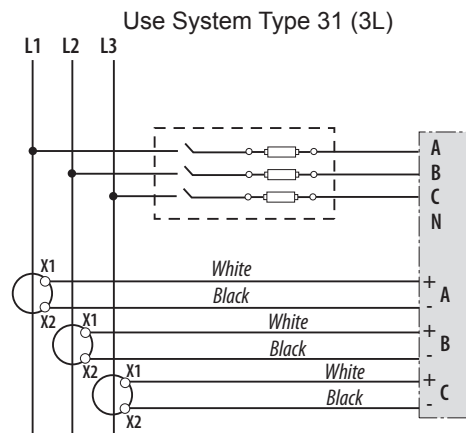 Use System Type 31 (3L)
L1 L2 L3
A
B
C
N
X1 White +
A
Black -
X2 X1 White +
B
Black -
X2 X1 White +
C
Black -
X2